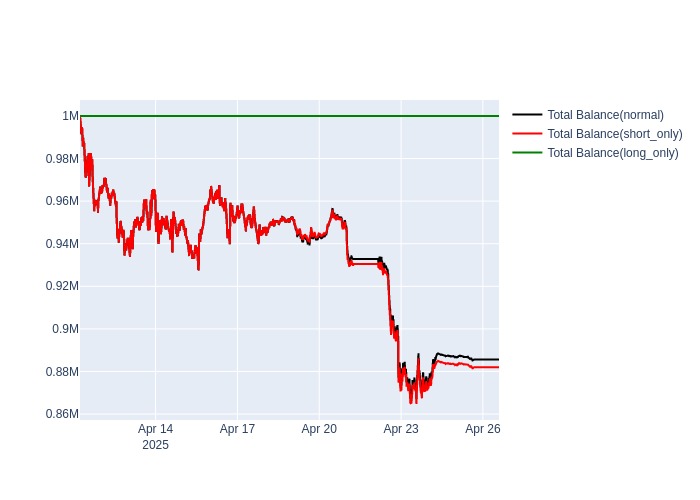 1M
0.98M
0.96M
0.94M
0.92M
0.9M
0.88M
0.86M
Apr 14
2025
Apr 17
Apr 20
Apr 23
Apr 26
Total Balance(normal)
Total Balance(short_only)
Total Balance(long_only)